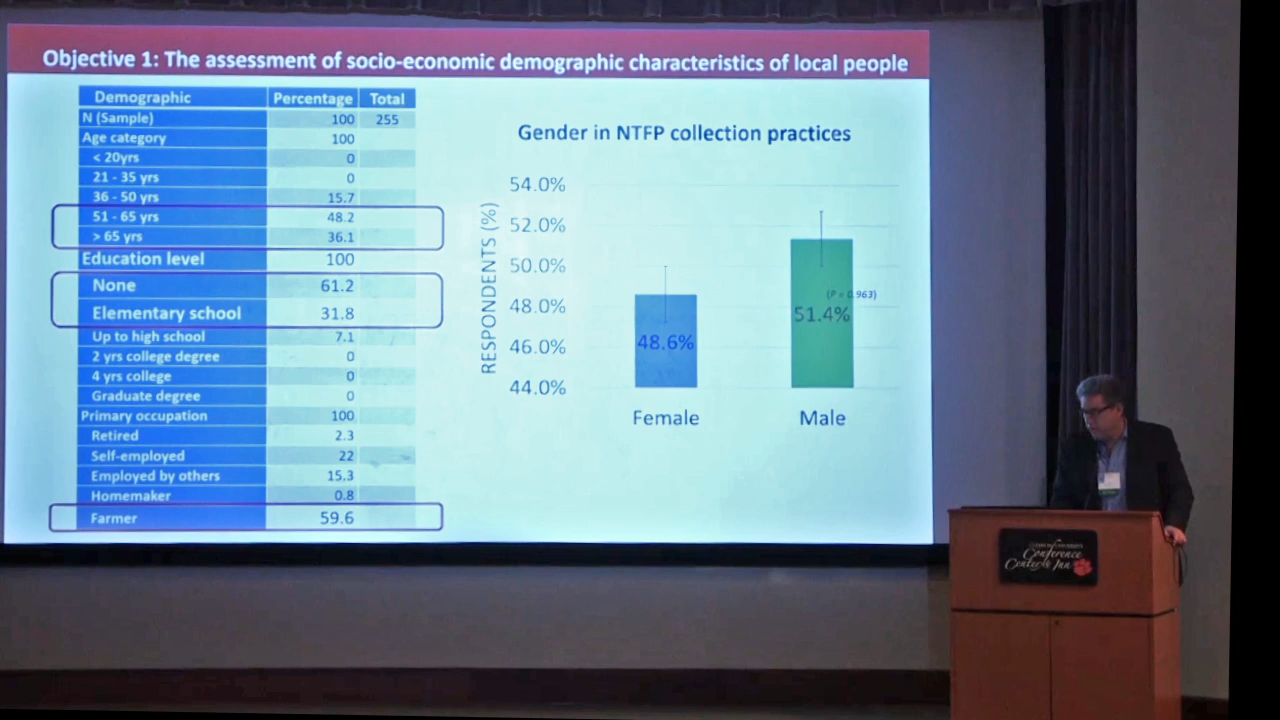 Objective 1: The assessment of socio-economic demographic characteristics of local people
Demographic Percentage Total
N (Sample) 100 255
Age category 100
< 20yrs 0
21 - 35 yrs 0
36 - 50 yrs 15.7
51 - 65 yrs 48.2
> 65 yrs 36.1
Education level 100
None 61.2
Elementary school 31.8
Up to high school 7.1
2 yrs college degree 0
4 yrs college 0
Graduate degree 0
Primary occupation 100
Retired 2.3
Self-employed 22
Employed by others 15.3
Homemaker 0.8
Farmer 59.6
Gender in NTFP collection practices
RESPONDENTS (%)
54.0%
52.0%
50.0%
48.0%
46.0%
44.0%
48.6%
51.4%
Female Male
Conference
Center & Inn